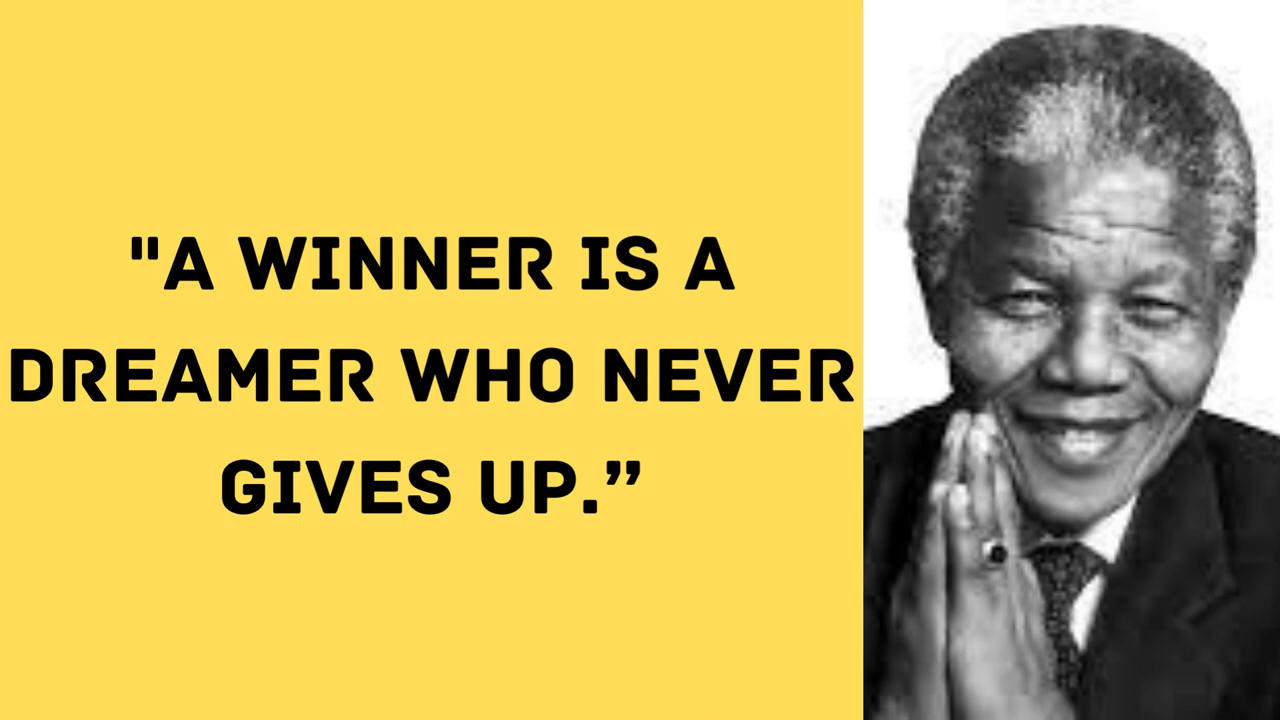 "A WINNER IS A
DREAMER WHO NEVER
GIVES UP.”